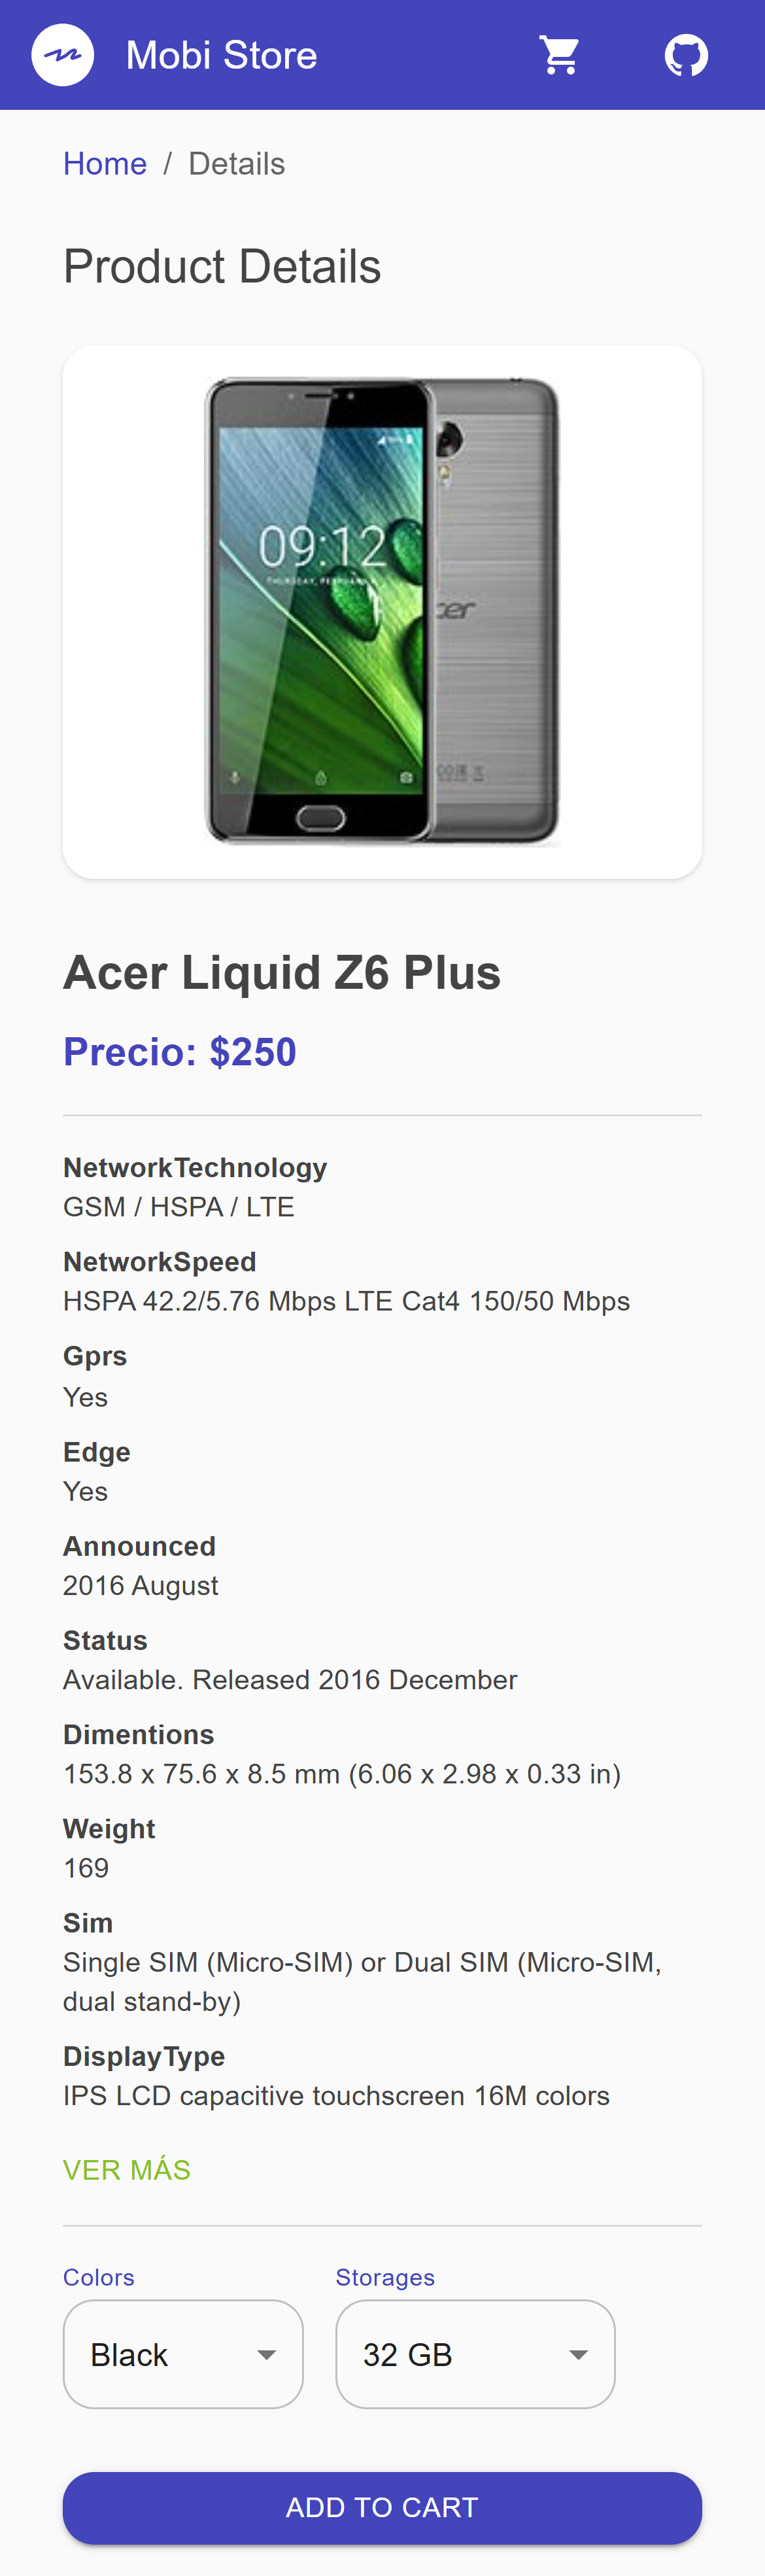 Mobi Store
Home / Details
Product Details
09:12
cer
Acer Liquid Z6 Plus
Precio: $250
NetworkTechnology
GSM / HSPA / LTE
NetworkSpeed
HSPA 42.2/5.76 Mbps LTE Cat4 150/50 Mbps
Gprs
Yes
Edge
Yes
Announced
2016 August
Status
Available. Released 2016 December
Dimentions
153.8 x 75.6 x 8.5 mm (6.06 x 2.98 x 0.33 in)
Weight
169
Sim
Single SIM (Micro-SIM) or Dual SIM (Micro-SIM,
dual stand-by)
DisplayType
IPS LCD capacitive touchscreen 16M colors
VER MÁS
Colors Storages
Black 32 GB
ADD TO CART